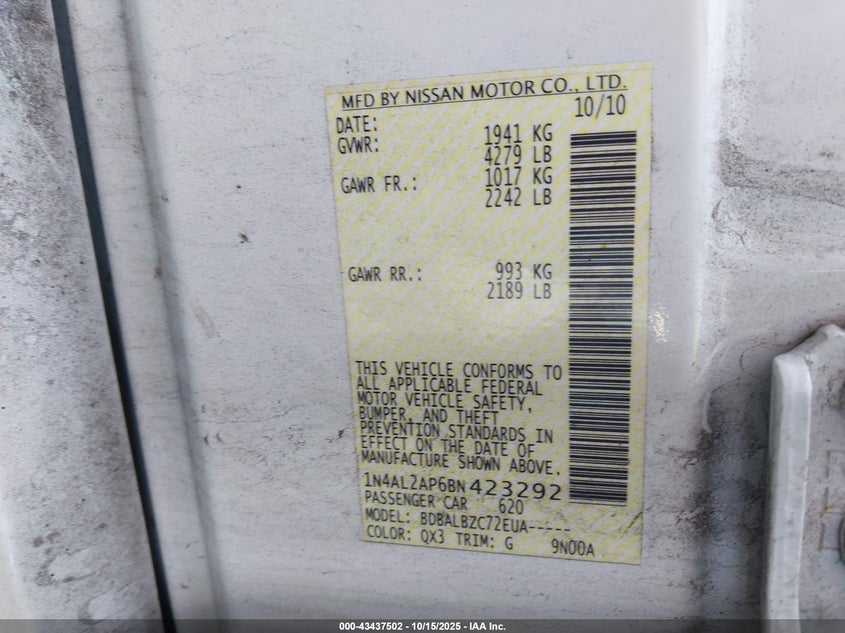 MFD BY NISSAN MOTOR CO., LTD.
DATE: 10/10
GVWR: 1941 KG
4279 LB
GAWR FR.: 1017 KG
2242 LB
GAWR RR.: 993 KG
2189 LB
THIS VEHICLE CONFORMS TO
ALL APPLICABLE FEDERAL
MOTOR VEHICLE SAFETY,
BUMPER, AND THEFT
PREVENTION STANDARDS IN
EFFECT ON THE DATE OF
MANUFACTURE SHOWN ABOVE.
1N4AL2AP6BN423292
PASSENGER CAR 620
MODEL: BDBALBZC72EUA-----
COLOR: QX3 TRIM: G 9N00A
000-43437502 - 10/15/2025 - IAA Inc.